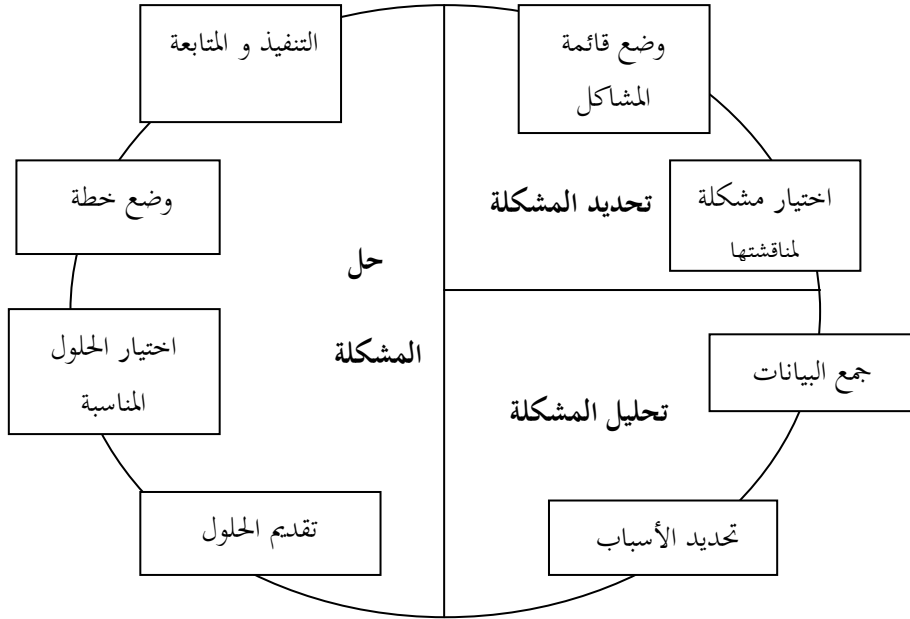 وضع قائمة
المشاكل
التنفيذ و المتابعة
اختيار مشكلة
لمناقشتها
تحديد المشكلة
وضع خطة
حل
المشكلة
جمع البيانات
اختيار الحلول
المناسبة
تحليل المشكلة
تحديد الأسباب
تقديم الحلول